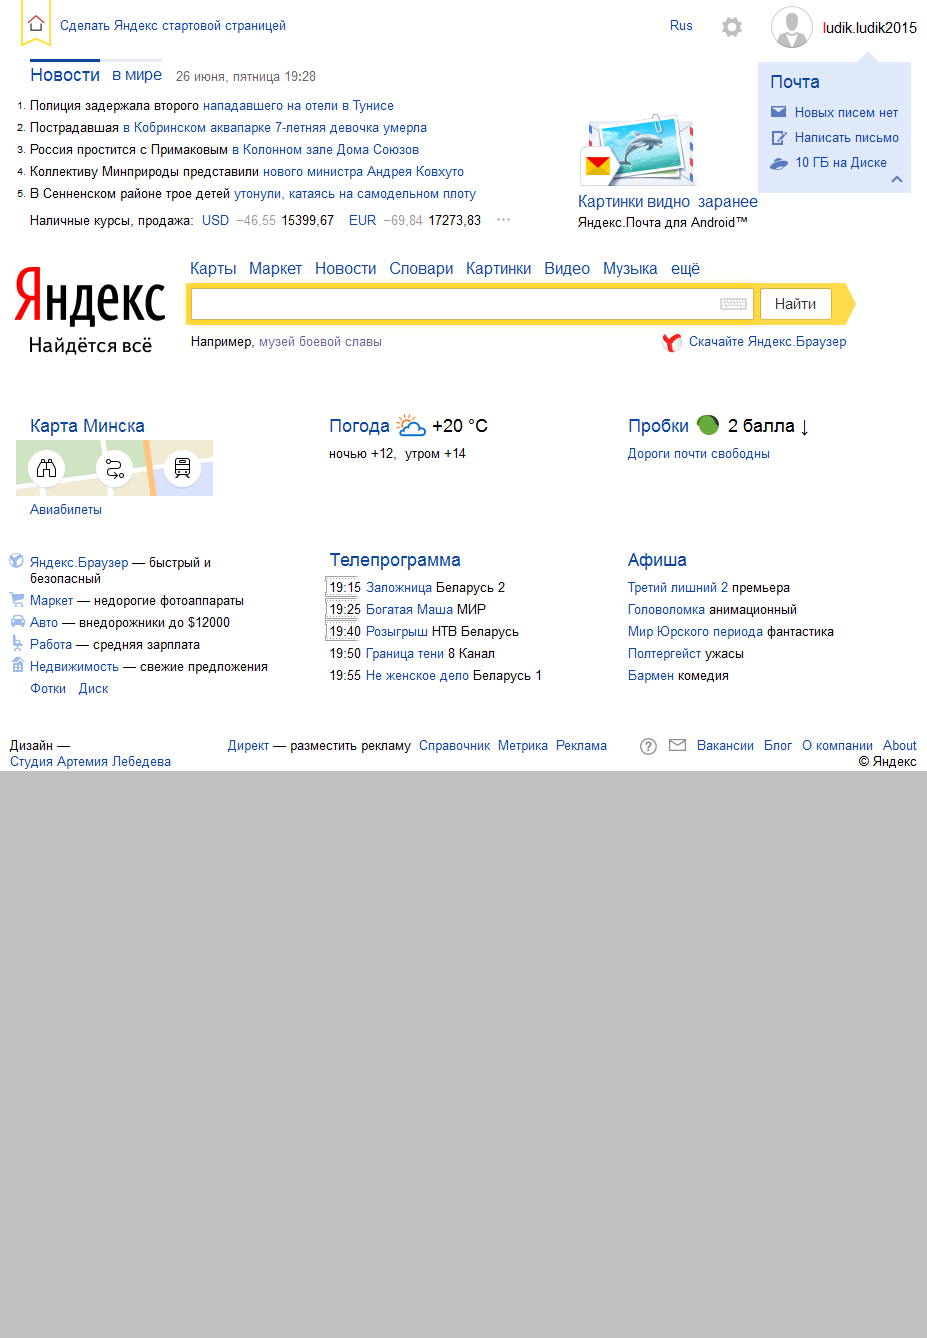 Сделать Яндекс стартовой страницей
Rus
ludik.ludik2015
Новости в мире 26 июня, пятница 19:28
1. Полиция задержала второго нападавшего на отели в Тунисе
2. Пострадавшая в Кобринском аквапарке 7-летняя девочка умерла
3. Россия простится с Примаковым в Колонном зале Дома Союзов
4. Коллективу Минприроды представили нового министра Андрея Ковхуто
5. В Сенненском районе трое детей утонули, катаясь на самодельном плоту
Наличные курсы, продажа: USD −46,55 15399,67 EUR −69,84 17273,83
Картинки видно заранее
Яндекс.Почта для Android™
Почта
Новых писем нет
Написать письмо
10 ГБ на Диске
Карты Маркет Новости Словари Картинки Видео Музыка ещё
Яндекс
Найдётся всё
Найти
Например, музей боевой славы
Скачайте Яндекс.Браузер
Карта Минска
Авиабилеты
Погода +20 °C
ночью +12, утром +14
Пробки 2 балла ↓
Дороги почти свободны
Яндекс.Браузер — быстрый и
безопасный
Маркет — недорогие фотоаппараты
Авто — внедорожники до $12000
Работа — средняя зарплата
Недвижимость — свежие предложения
Фотки Диск
Телепрограмма
19:15 Заложница Беларусь 2
19:25 Богатая Маша МИР
19:40 Розыгрыш НТВ Беларусь
19:50 Граница тени 8 Канал
19:55 Не женское дело Беларусь 1
Афиша
Третий лишний 2 премьера
Головоломка анимационный
Мир Юрского периода фантастика
Полтергейст ужасы
Бармен комедия
Дизайн —
Студия Артемия Лебедева
Директ — разместить рекламу Справочник Метрика Реклама
Вакансии Блог О компании About
© Яндекс